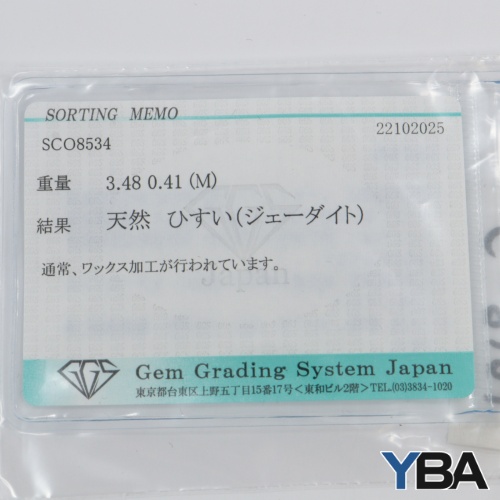 SORTING MEMO
22102025
SCO8534
重量 3.48 0.41 (M)
結果 天然 ひすい(ジェーダイト)
通常、ワックス加工が行われています。
Japan
GGS Gem Grading System Japan
東京都台東区上野五丁目15番17号＜東和ビル2階＞TEL.(03)3834-1020
YBA